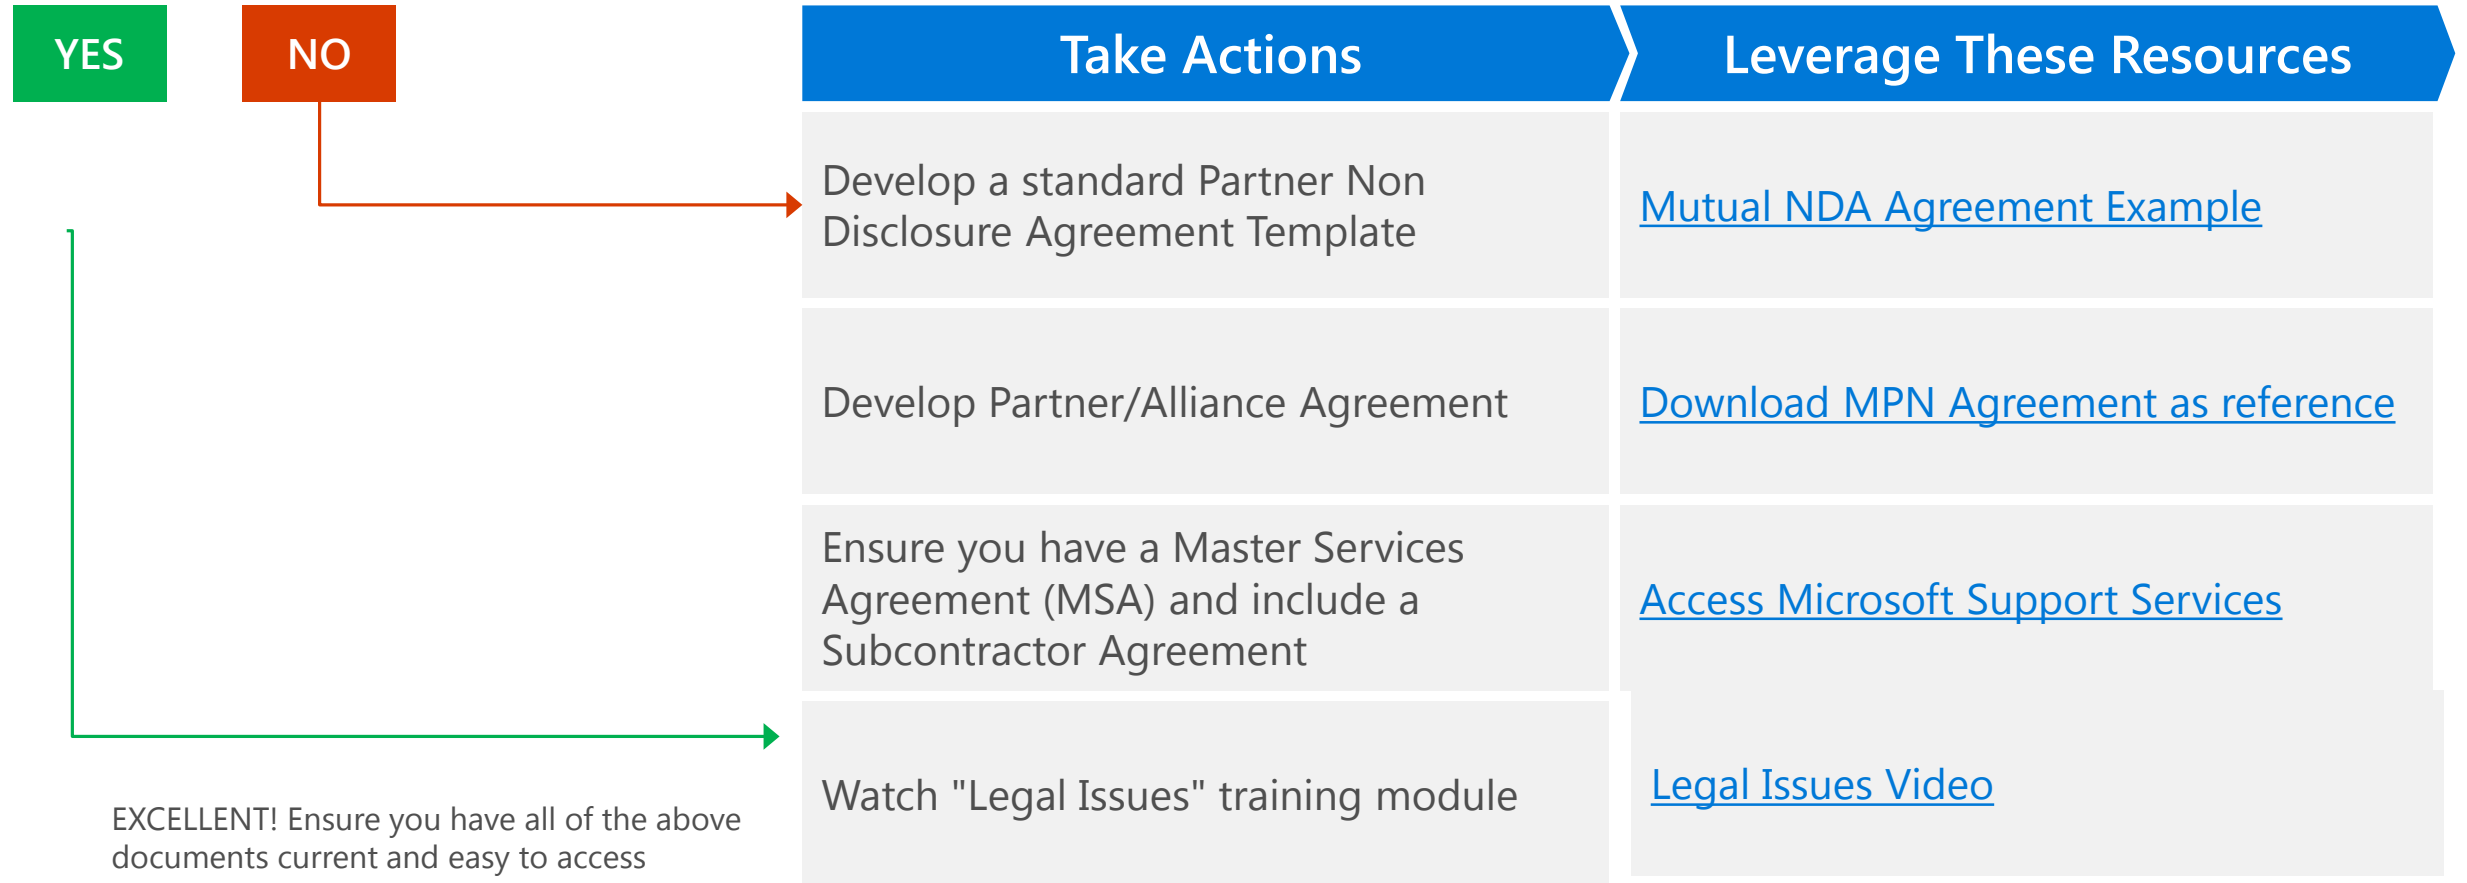 YES
NO
Take Actions
Leverage These Resources
Develop a standard Partner Non
Disclosure Agreement Template
Mutual NDA Agreement Example
Develop Partner/Alliance Agreement
Download MPN Agreement as reference
Ensure you have a Master Services
Agreement (MSA) and include a
Subcontractor Agreement
Access Microsoft Support Services
Watch "Legal Issues" training module
Legal Issues Video
EXCELLENT! Ensure you have all of the above
documents current and easy to access